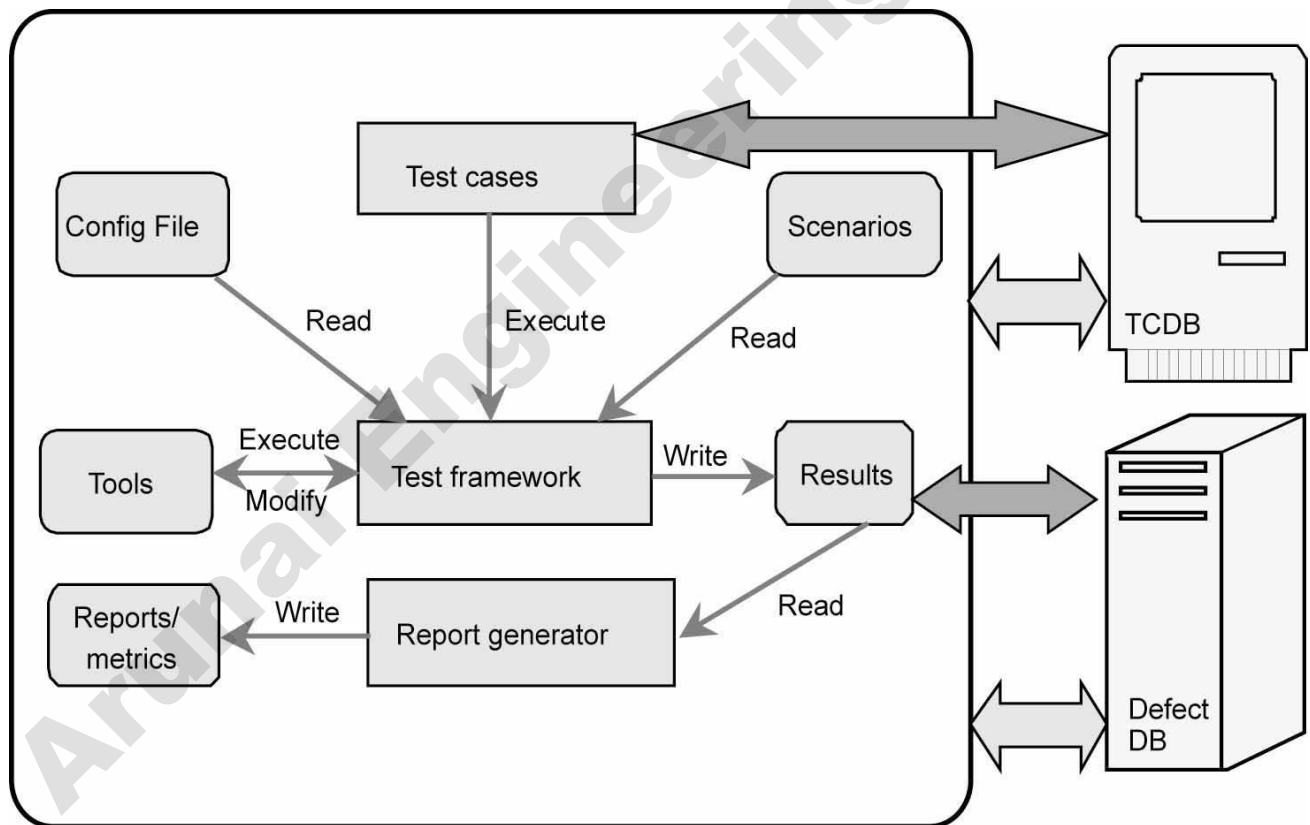 Test cases
Config File
Scenarios
Read
Execute
Read
TCDB
Execute
Tools
Modify
Test framework
Write
Results
Reports/
metrics
Write
Report generator
Read
Defect
DB
Arunai Engineering